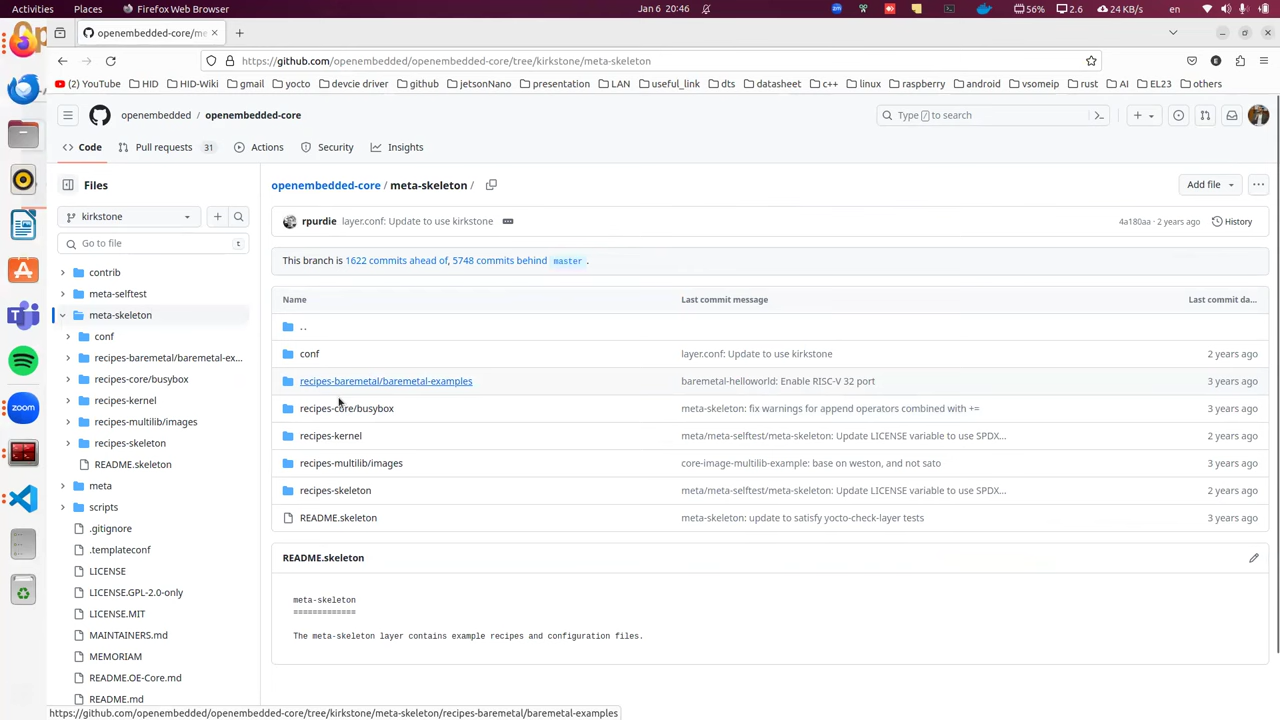 Activities Places Firefox Web Browser Jan 6 20:46 56% 2.6 24 KB/s en
openembedded-core/me
https://github.com/openembedded/openembedded-core/tree/kirkstone/meta-skeleton
(2) YouTube HID HID-Wiki gmail yocto devcie driver github jetsonNano presentation LAN useful_link dts datasheet c++ linux raspberry android vsomeip rust AI EL23 others
openembedded / openembedded-core
Type / to search
Code Pull requests 31 Actions Security Insights
Files
openembedded-core / meta-skeleton /
Add file
kirkstone
rpurdie layer.conf: Update to use kirkstone
4a180aa · 2 years ago History
Go to file t
This branch is 1622 commits ahead of, 5748 commits behind master .
Name Last commit message Last commit da...
. .
conf layer.conf: Update to use kirkstone 2 years ago
recipes-baremetal/baremetal-examples baremetal-helloworld: Enable RISC-V 32 port 3 years ago
recipes-core/busybox meta-skeleton: fix warnings for append operators combined with += 3 years ago
recipes-kernel meta/meta-selftest/meta-skeleton: Update LICENSE variable to use SPDX... 2 years ago
recipes-multilib/images core-image-multilib-example: base on weston, and not sato 3 years ago
recipes-skeleton meta/meta-selftest/meta-skeleton: Update LICENSE variable to use SPDX... 2 years ago
README.skeleton meta-skeleton: update to satisfy yocto-check-layer tests 3 years ago
README.skeleton
meta-skeleton
=============
The meta-skeleton layer contains example recipes and configuration files.
contrib
meta-selftest
meta-skeleton
conf
recipes-baremetal/baremetal-ex...
recipes-core/busybox
recipes-kernel
recipes-multilib/images
recipes-skeleton
README.skeleton
meta
scripts
.gitignore
.templateconf
LICENSE
LICENSE.GPL-2.0-only
LICENSE.MIT
MAINTAINERS.md
MEMORIAM
README.OE-Core.md
README.md
zoom
https://github.com/openembedded/openembedded-core/tree/kirkstone/meta-skeleton/recipes-baremetal/baremetal-examples